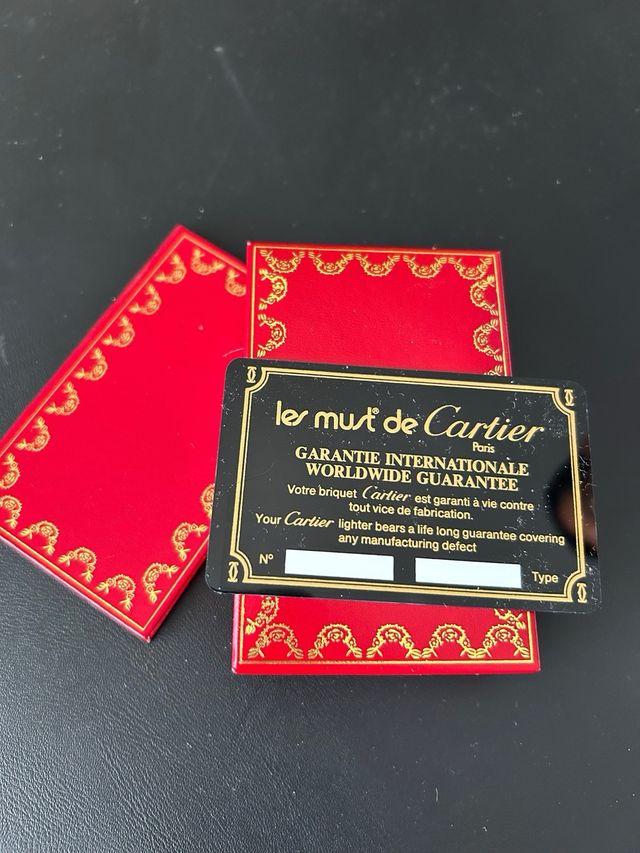 les must® de Cartier
Paris
GARANTIE INTERNATIONALE
WORLDWIDE GUARANTEE
Votre briquet Cartier est garanti à vie contre
tout vice de fabrication.
Your Cartier lighter bears a life long guarantee covering
any manufacturing defect
N° Type